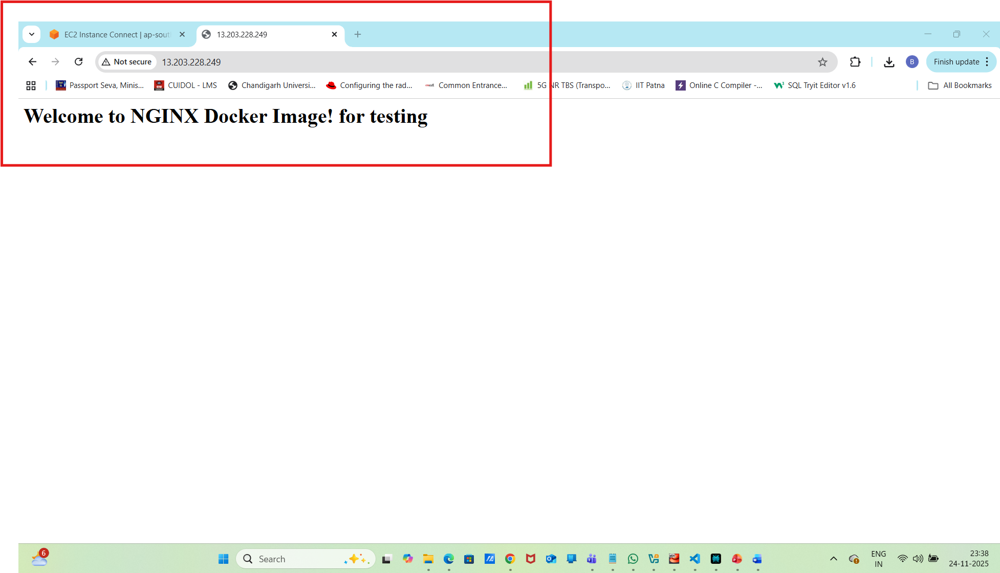 EC2 Instance Connect | ap-sout
13.203.228.249
Not secure
13.203.228.249
Finish update
B
Passport Seva, Minis...
CUIDOL - LMS
Chandigarh Universi...
Configuring the rad...
Common Entrance...
5G NR TBS (Transpo...
IIT Patna
Online C Compiler -...
SQL Tryit Editor v1.6
All Bookmarks
Welcome to NGINX Docker Image! for testing
6
Search
ENG
IN
23:38
24-11-2025